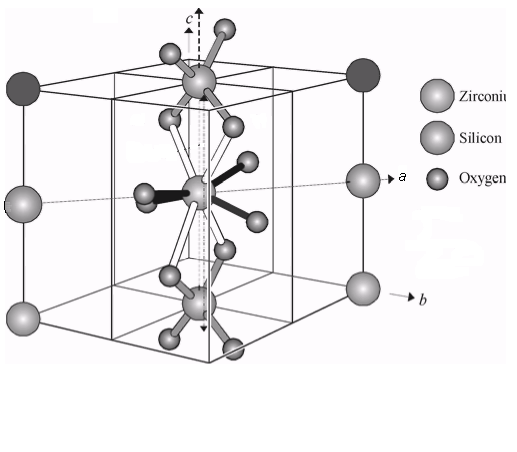 c
Zirconiu
Silicon
a
Oxygen
b